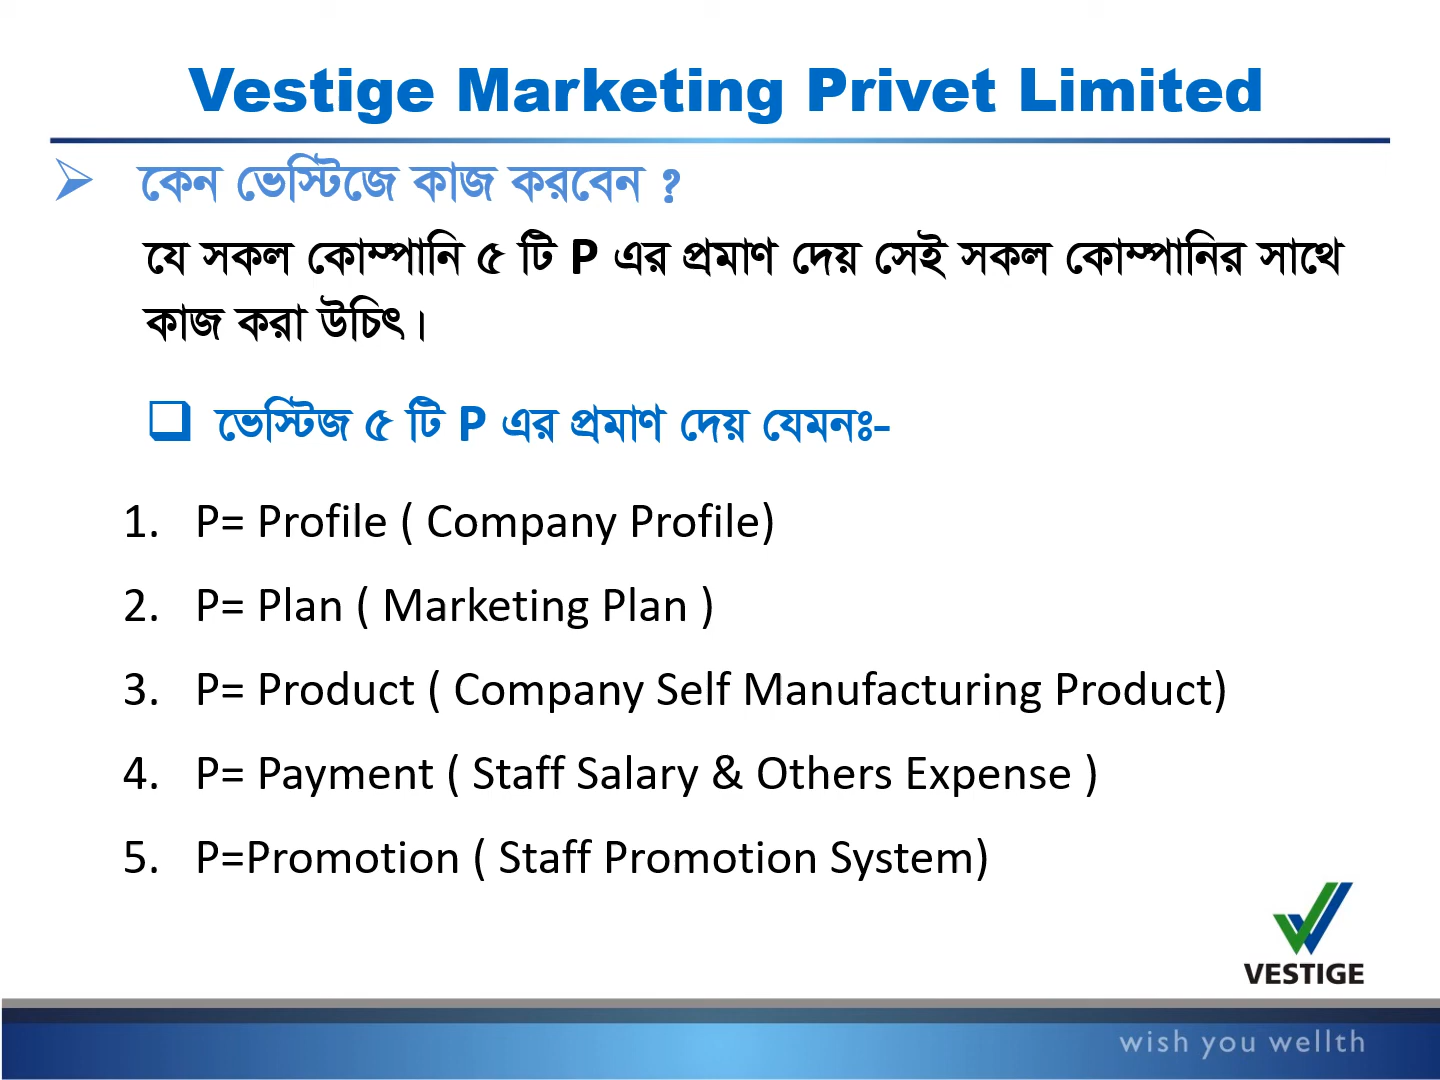 Vestige Marketing Privet Limited
➢ কেন ভেস্টিজে কাজ করবেন ?
যে সকল কোম্পানি ৫ টি P এর প্রমাণ দেয় সেই সকল কোম্পানির সাথে
কাজ করা উচিৎ।
❑ ভেস্টিজ ৫ টি P এর প্রমাণ দেয় যেমনঃ-
1. P= Profile ( Company Profile)
2. P= Plan ( Marketing Plan )
3. P= Product ( Company Self Manufacturing Product)
4. P= Payment ( Staff Salary & Others Expense )
5. P=Promotion ( Staff Promotion System)
VESTIGE
wish you wellth